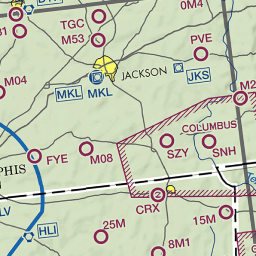 TGC
0M4
M53
PVE
JACKSON
JKS
M04
MKL
MKL
M2
COLUMBUS
PHIS
FYE
M08
SZY
SNH
CRX
LV
15M
HLI
25M
8M1